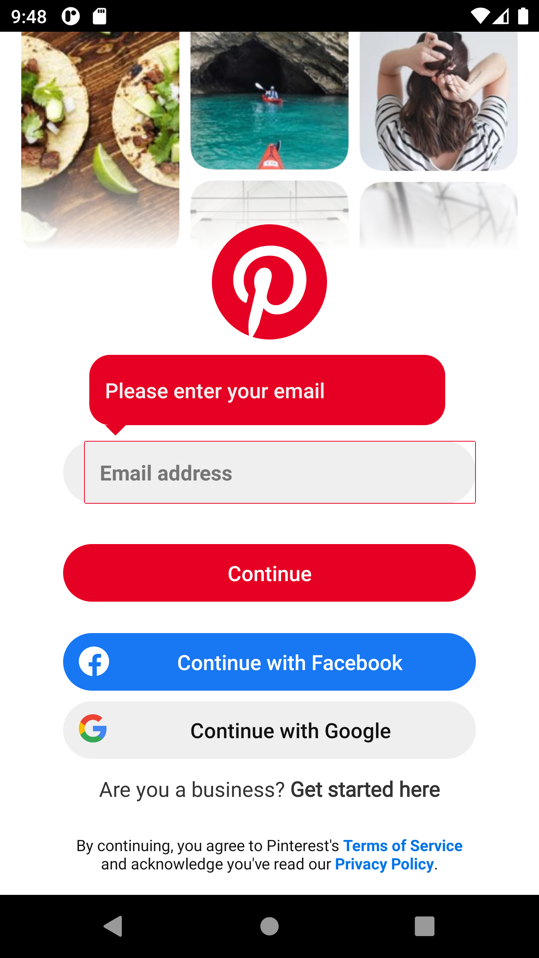 9:48
Please enter your email
Email address
Continue
Continue with Facebook
Continue with Google
Are you a business? Get started here
By continuing, you agree to Pinterest's Terms of Service
and acknowledge you've read our Privacy Policy.